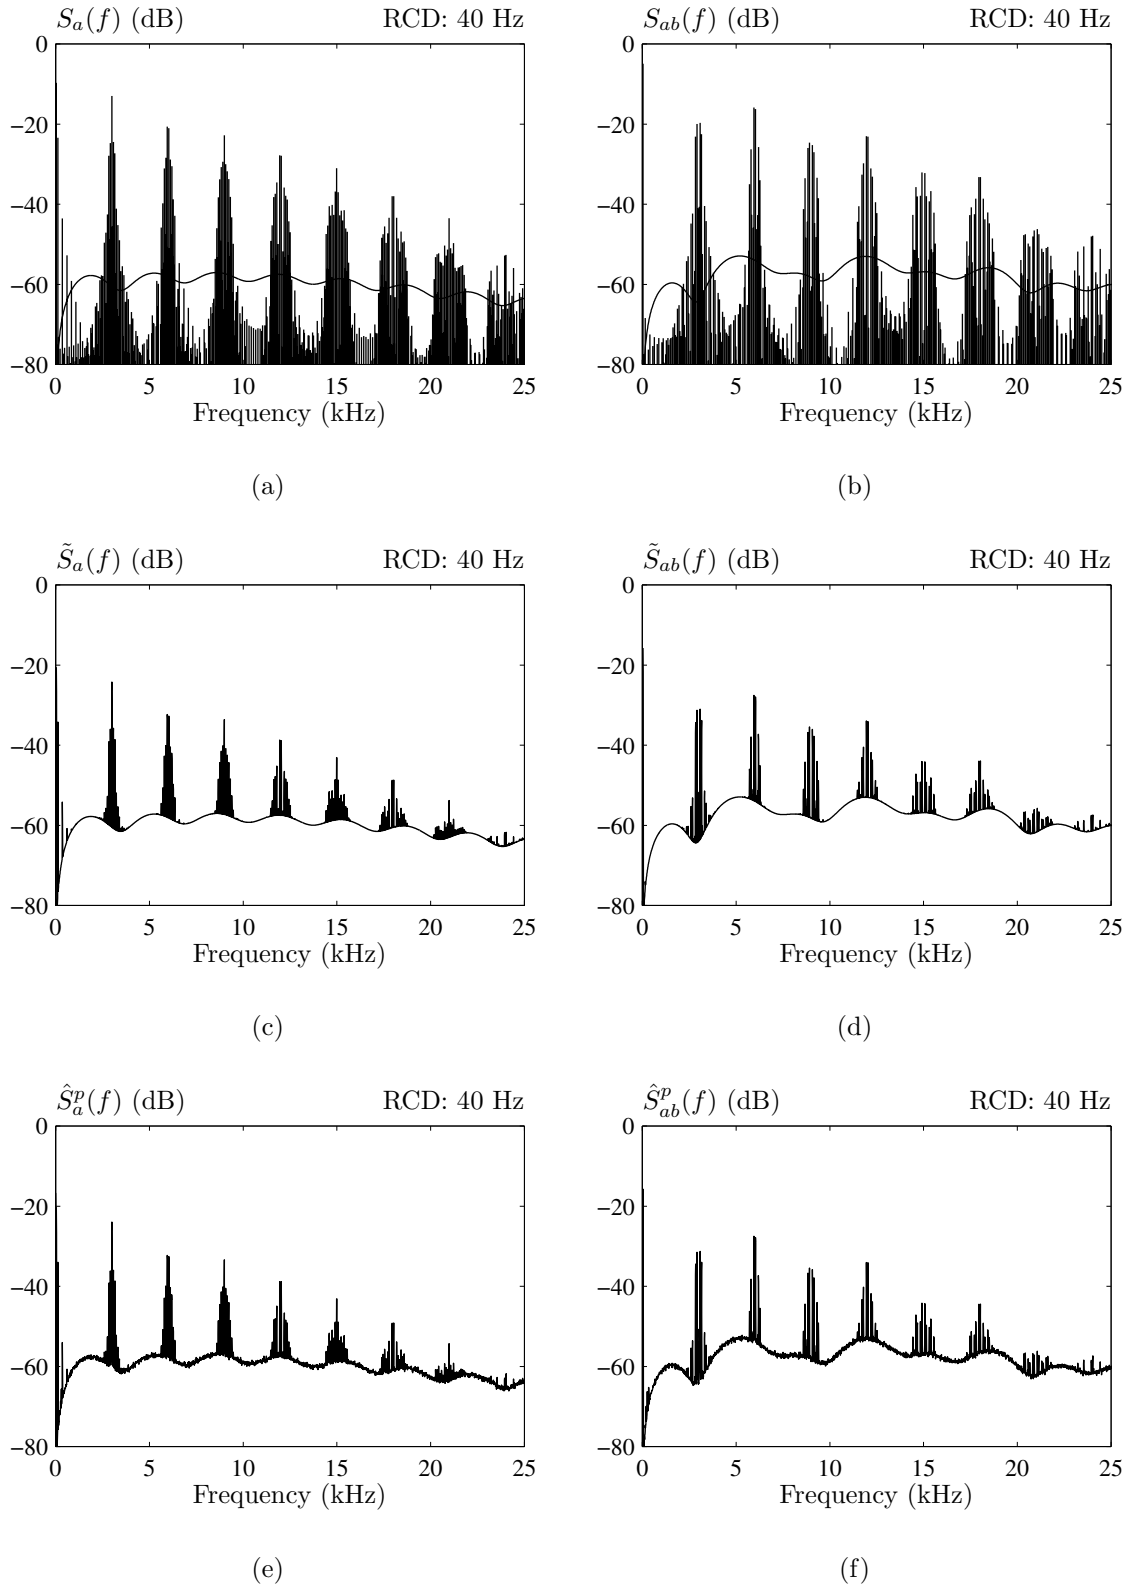 S_a(f) (dB) RCD: 40 Hz
S_ab(f) (dB) RCD: 40 Hz
0
−20
−40
−60
−80
0 5 10 15 20 25
Frequency (kHz)
0
−20
−40
−60
−80
0 5 10 15 20 25
Frequency (kHz)
(a)
(b)
S̃_a(f) (dB) RCD: 40 Hz
S̃_ab(f) (dB) RCD: 40 Hz
0
−20
−40
−60
−80
0 5 10 15 20 25
Frequency (kHz)
0
−20
−40
−60
−80
0 5 10 15 20 25
Frequency (kHz)
(c)
(d)
Ŝ_a^p(f) (dB) RCD: 40 Hz
Ŝ_ab^p(f) (dB) RCD: 40 Hz
0
−20
−40
−60
−80
0 5 10 15 20 25
Frequency (kHz)
0
−20
−40
−60
−80
0 5 10 15 20 25
Frequency (kHz)
(e)
(f)